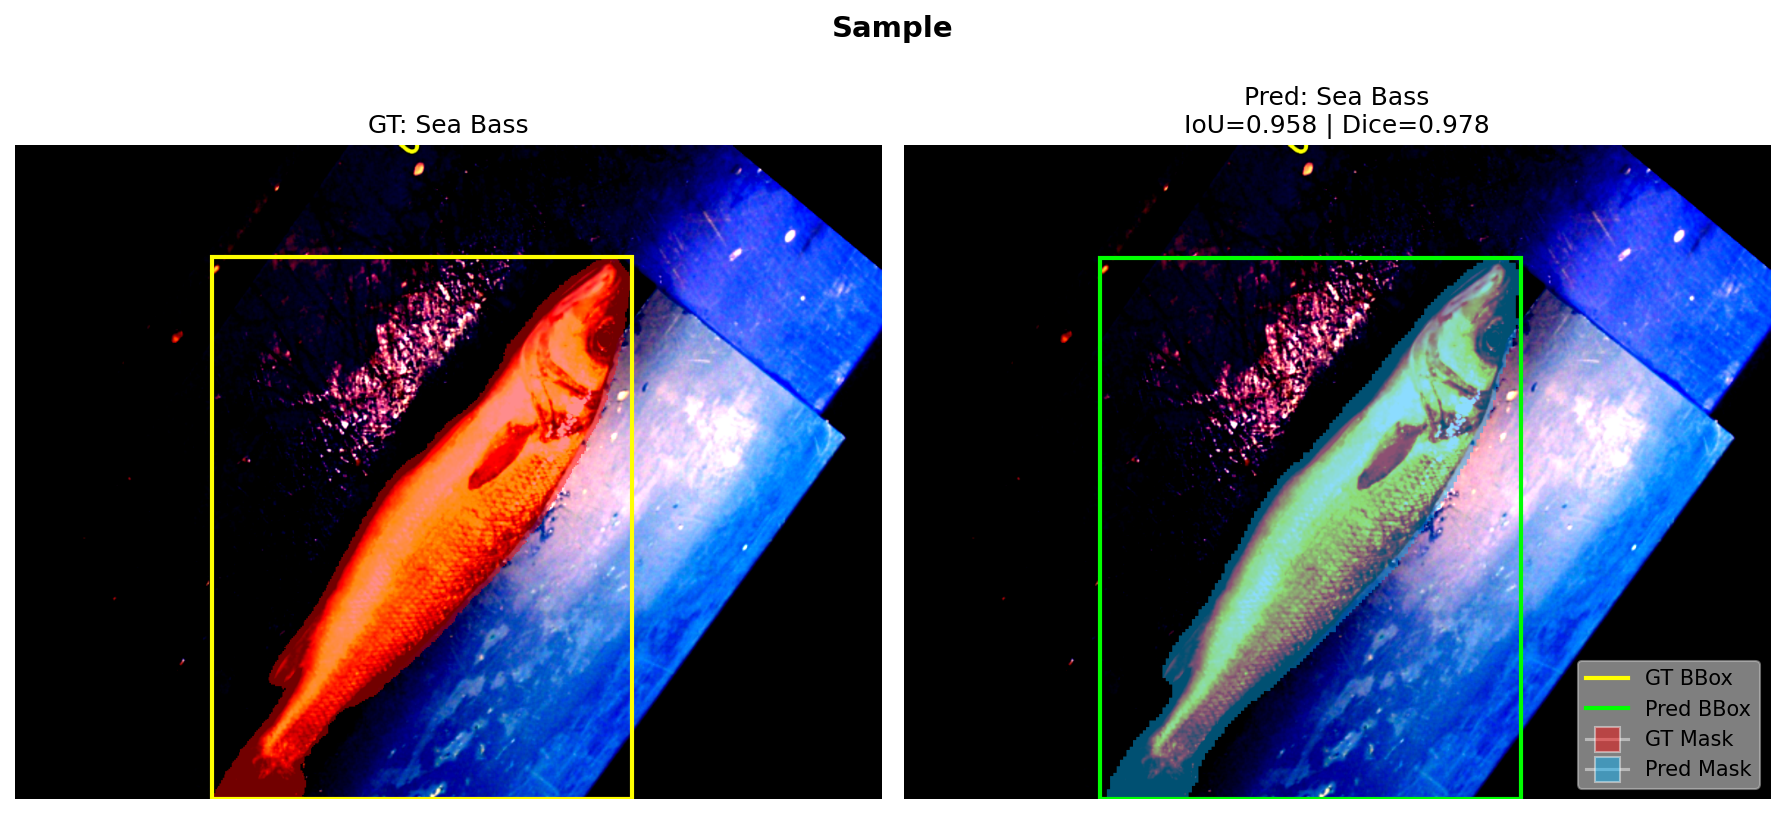 Sample
GT: Sea Bass
Pred: Sea Bass
IoU=0.958 | Dice=0.978
GT BBox
Pred BBox
GT Mask
Pred Mask